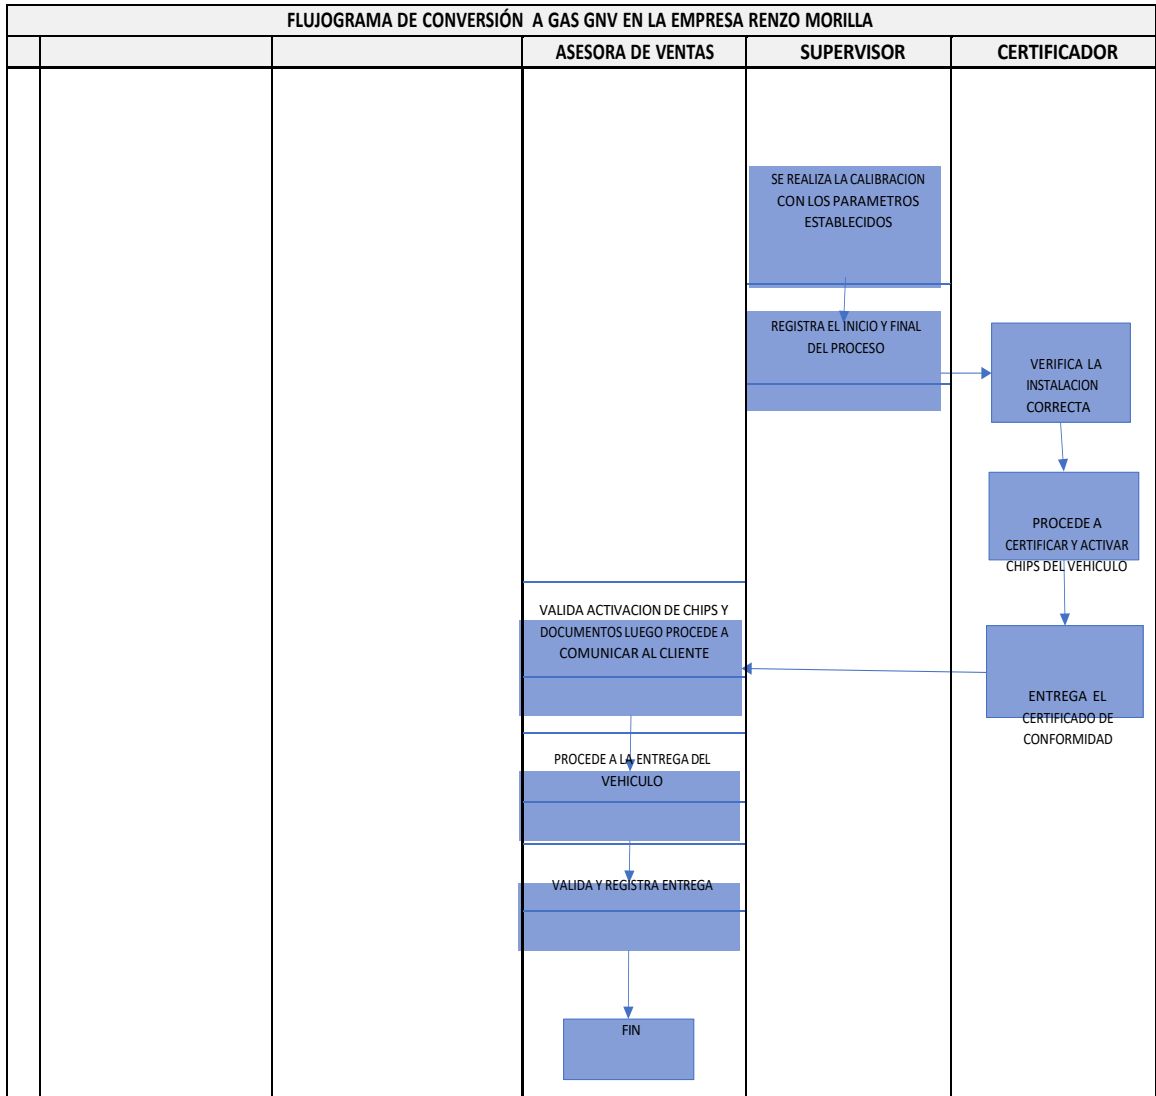 FLUJOGRAMA DE CONVERSIÓN A GAS GNV EN LA EMPRESA RENZO MORILLA
ASESORA DE VENTAS
SUPERVISOR
CERTIFICADOR
SE REALIZA LA CALIBRACION
CON LOS PARAMETROS
ESTABLECIDOS
REGISTRA EL INICIO Y FINAL
DEL PROCESO
VERIFICA LA
INSTALACION
CORRECTA
PROCEDE A
CERTIFICAR Y ACTIVAR
CHIPS DEL VEHICULO
ENTREGA EL
CERTIFICADO DE
CONFORMIDAD
VALIDA ACTIVACION DE CHIPS Y
DOCUMENTOS LUEGO PROCEDE A
COMUNICAR AL CLIENTE
PROCEDE A LA ENTREGA DEL
VEHICULO
VALIDA Y REGISTRA ENTREGA
FIN